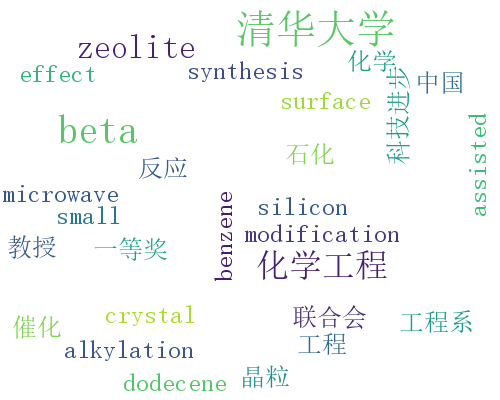 清华大学
zeolite
化学
effect
synthesis
科技进步
中国
surface
beta
assisted
石化
反应
microwave
benzene
silicon
small
modification
教授
一等奖
化学工程
crystal
联合会
催化
工程系
工程
alkylation
晶粒
dodecene